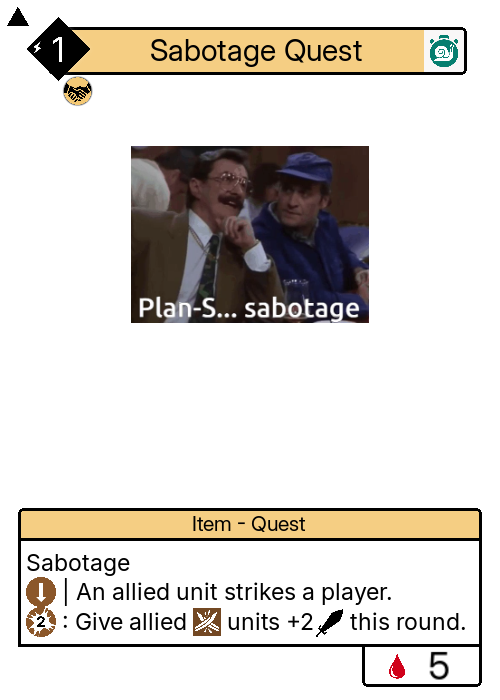 1
Sabotage Quest
Plan-S... sabotage
Item - Quest
Sabotage
| An allied unit strikes a player.
2 : Give allied units +2 this round.
5